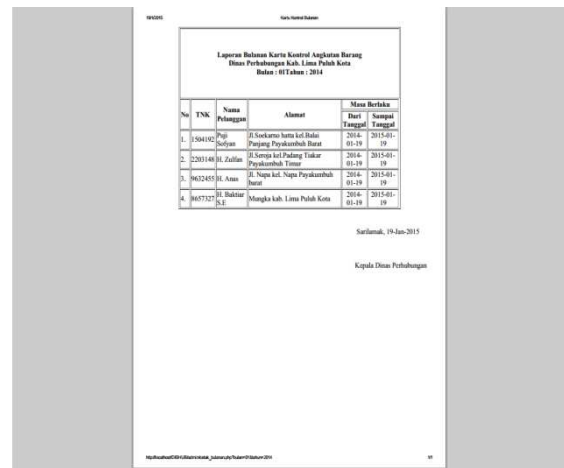 Kartu Kontrol Bulanan
Laporan Bulanan Kartu Kontrol Angkutan Barang
Dinas Perhubungan Kab. Lima Puluh Kota
Bulan : 01Tahun : 2014
No TNK Nama Pelanggan Alamat Masa Berlaku
Dari Tanggal Sampai Tanggal
1. 1504192 Puji Sofyan Jl.Soekarno hatta kel.Balai Panjang Payakumbuh Barat 2014-01-19 2015-01-19
2. 2203148 H. Zulfan Jl.Seroja kel.Padang Tiakar Payakumbuh Timur 2014-01-19 2015-01-19
3. 9632455 H. Anas Jl. Napa kel. Napa Payakumbuh barat 2014-01-19 2015-01-19
4. 8657327 H. Baktiar S.E Mungka kab. Lima Puluh Kota 2014-01-19 2015-01-19
Sarilamak, 19-Jan-2015
Kepala Dinas Perhubungan
1/1